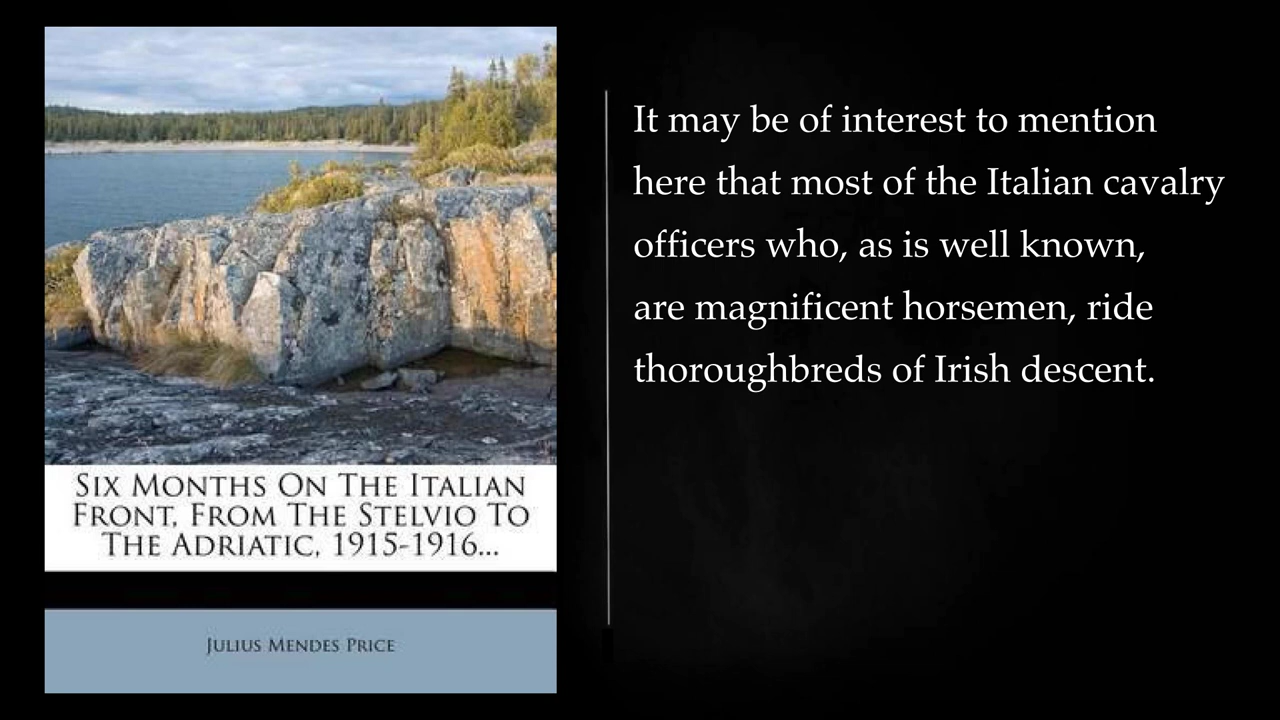 SIX MONTHS ON THE ITALIAN
FRONT, FROM THE STELVIO TO
THE ADRIATIC, 1915-1916...
JULIUS MENDES PRICE
It may be of interest to mention
here that most of the Italian cavalry
officers who, as is well known,
are magnificent horsemen, ride
thoroughbreds of Irish descent.